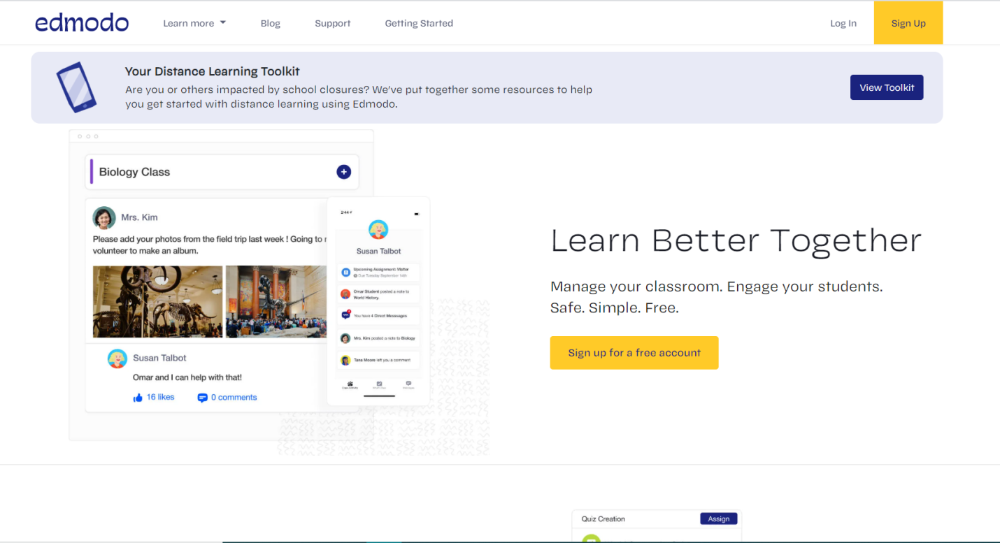 edmodo
Learn more
Blog
Support
Getting Started
Log In
Sign Up
Your Distance Learning Toolkit
Are you or others impacted by school closures? We've put together some resources to help
you get started with distance learning using Edmodo.
View Toolkit
Biology Class
Mrs. Kim
Please add your photos from the field trip last week ! Going to
volunteer to make an album.
Susan Talbot
Omar and I can help with that!
16 likes
0 comments
2:44
Susan Talbot
Upcoming Assignment: Matter
Due Tuesday September 14th
Omar Student posted a note to
World History.
You have 4 Direct Messages
Mrs. Kim posted a note to Biology
Tana Moore left you a comment
Class Activity
What's Due
Messages
Learn Better Together
Manage your classroom. Engage your students.
Safe. Simple. Free.
Sign up for a free account
Quiz Creation
Assign